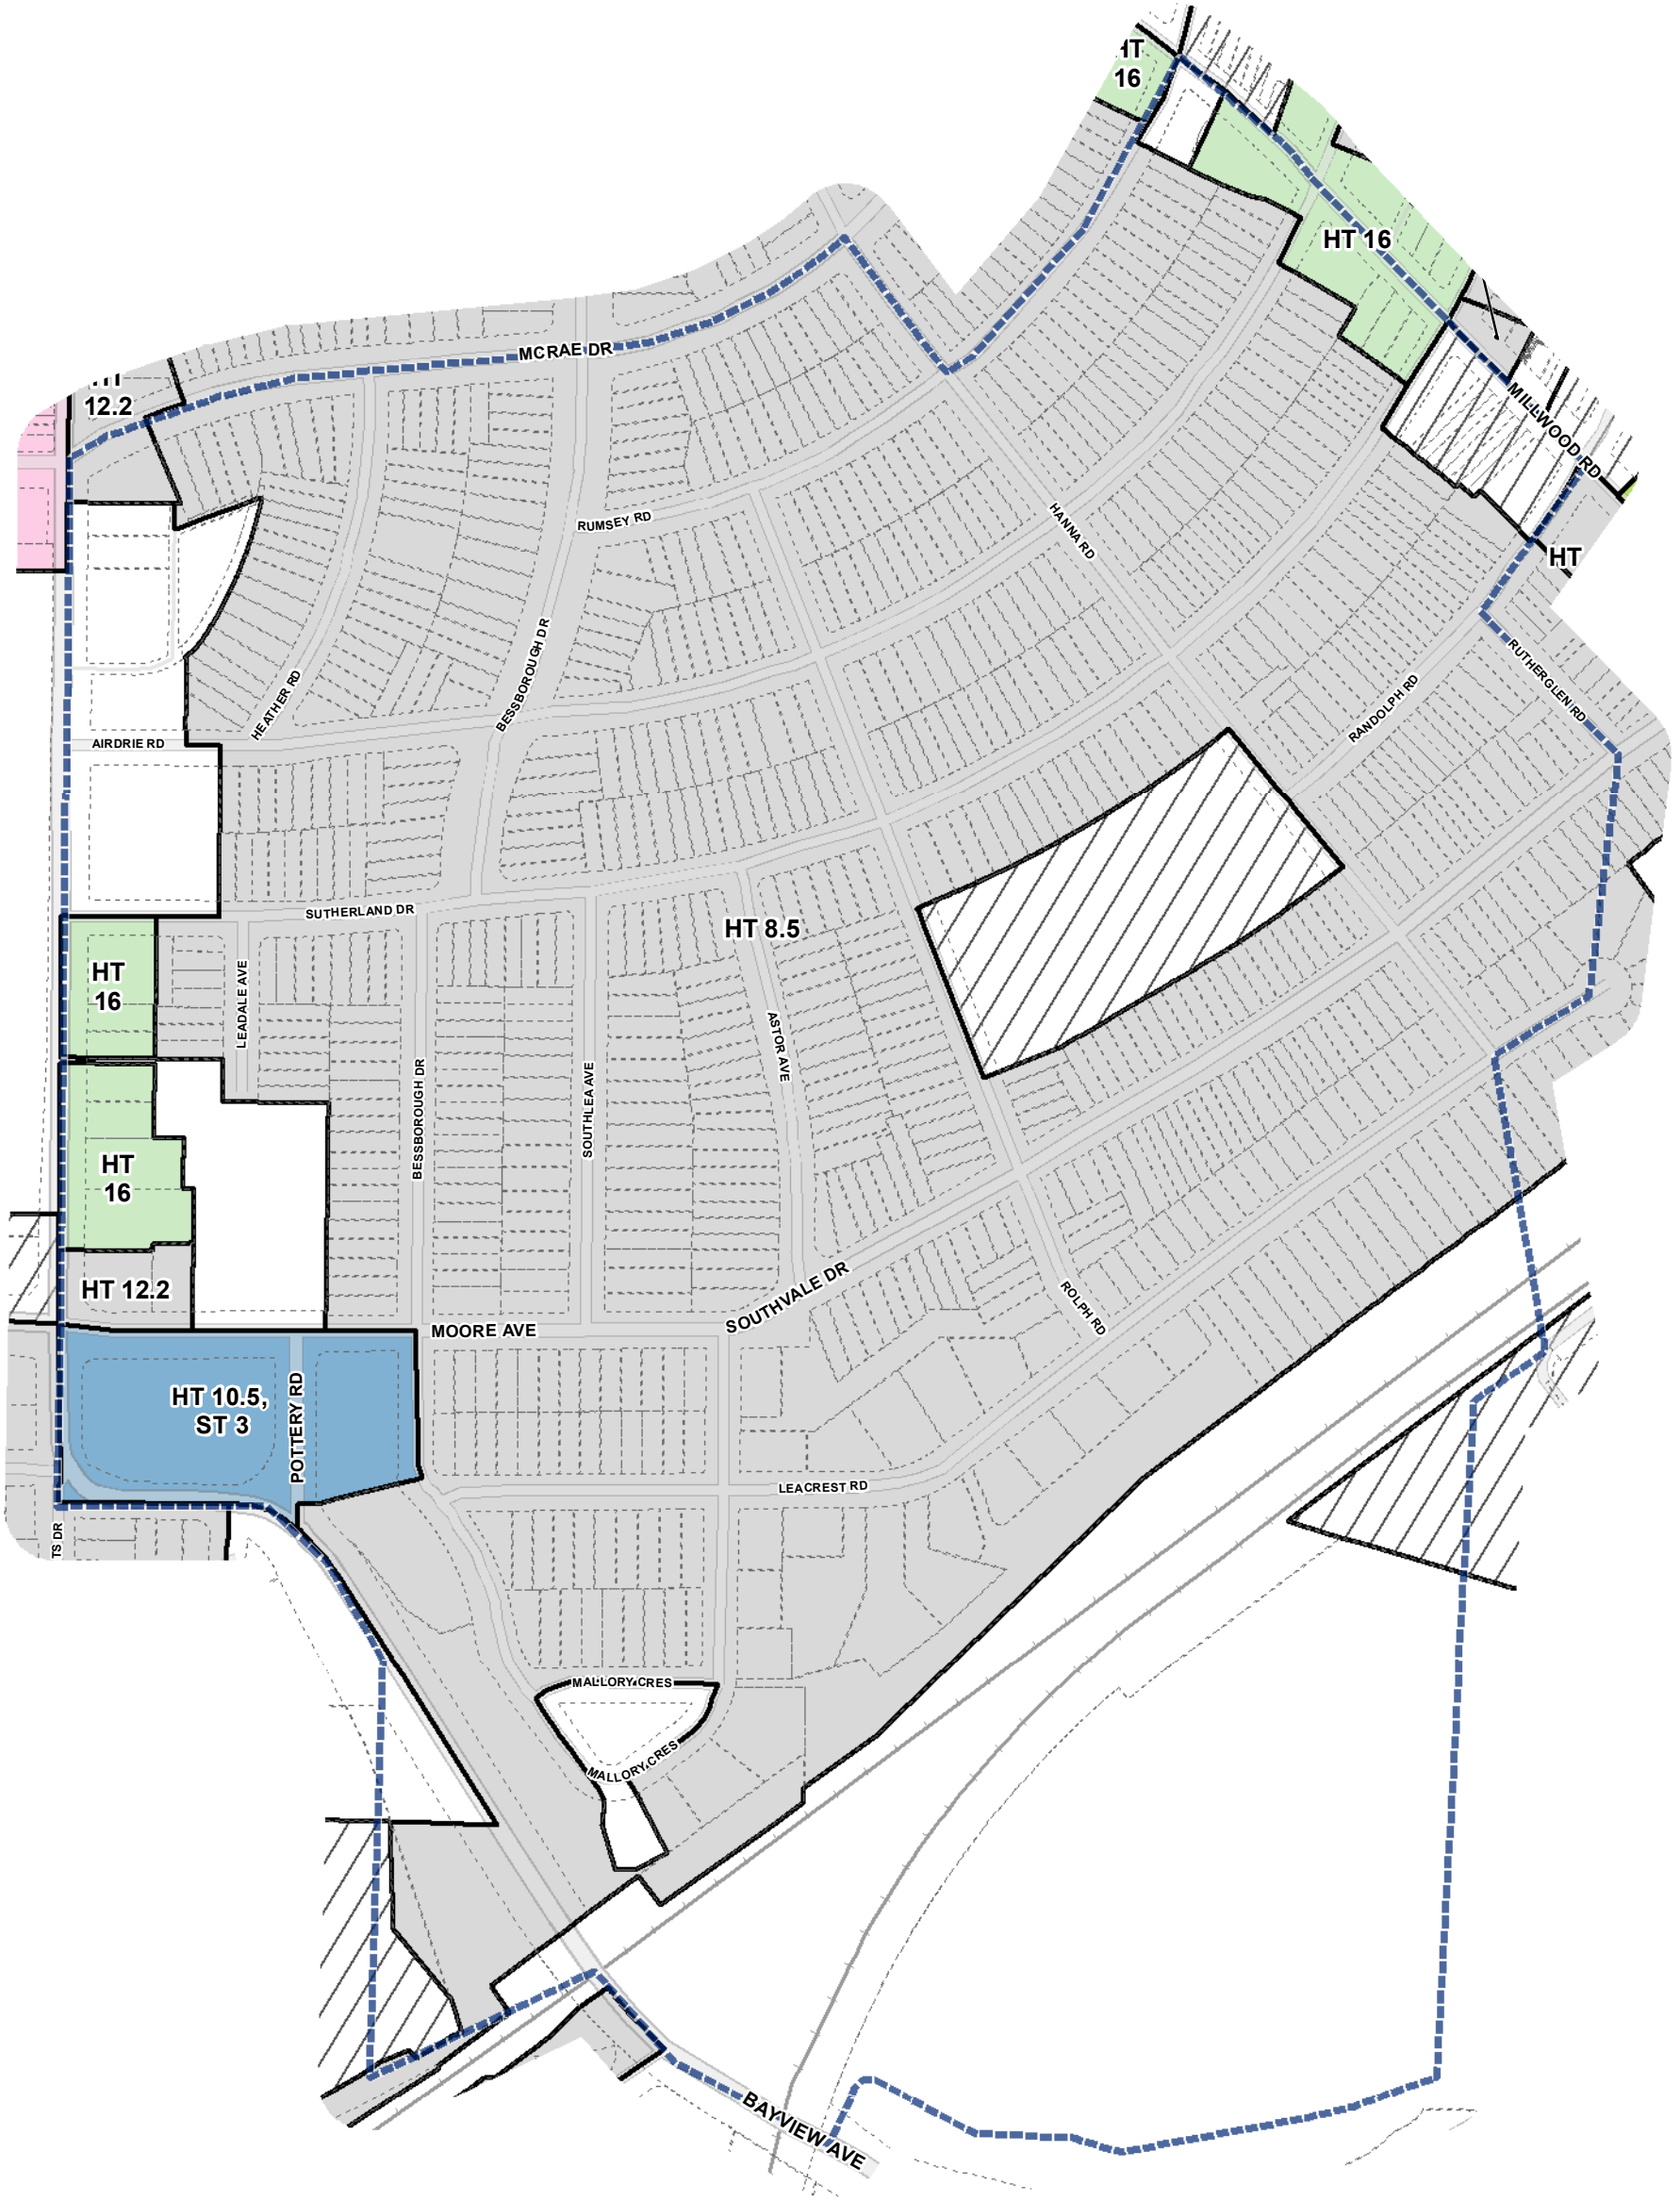 HT
16
HT 16
MCRAE DR
12.2
MILLWOOD RD
RUMSEY RD
HANNA RD
HT
BESSBOROUGH DR
HEATHER RD
RUTHERGLEN RD
RANDOLPH RD
AIRDRIE RD
SUTHERLAND DR
HT 8.5
HT
16
LEADALE AVE
ASTOR AVE
BESSBOROUGH DR
SOUTHLEA AVE
HT
16
HT 12.2
SOUTHVALE DR
ROLPH RD
MOORE AVE
HT 10.5,
ST 3
POTTERY RD
LEACREST RD
TS DR
MALLORY CRES
MALLORY CRES
BAYVIEW AVE